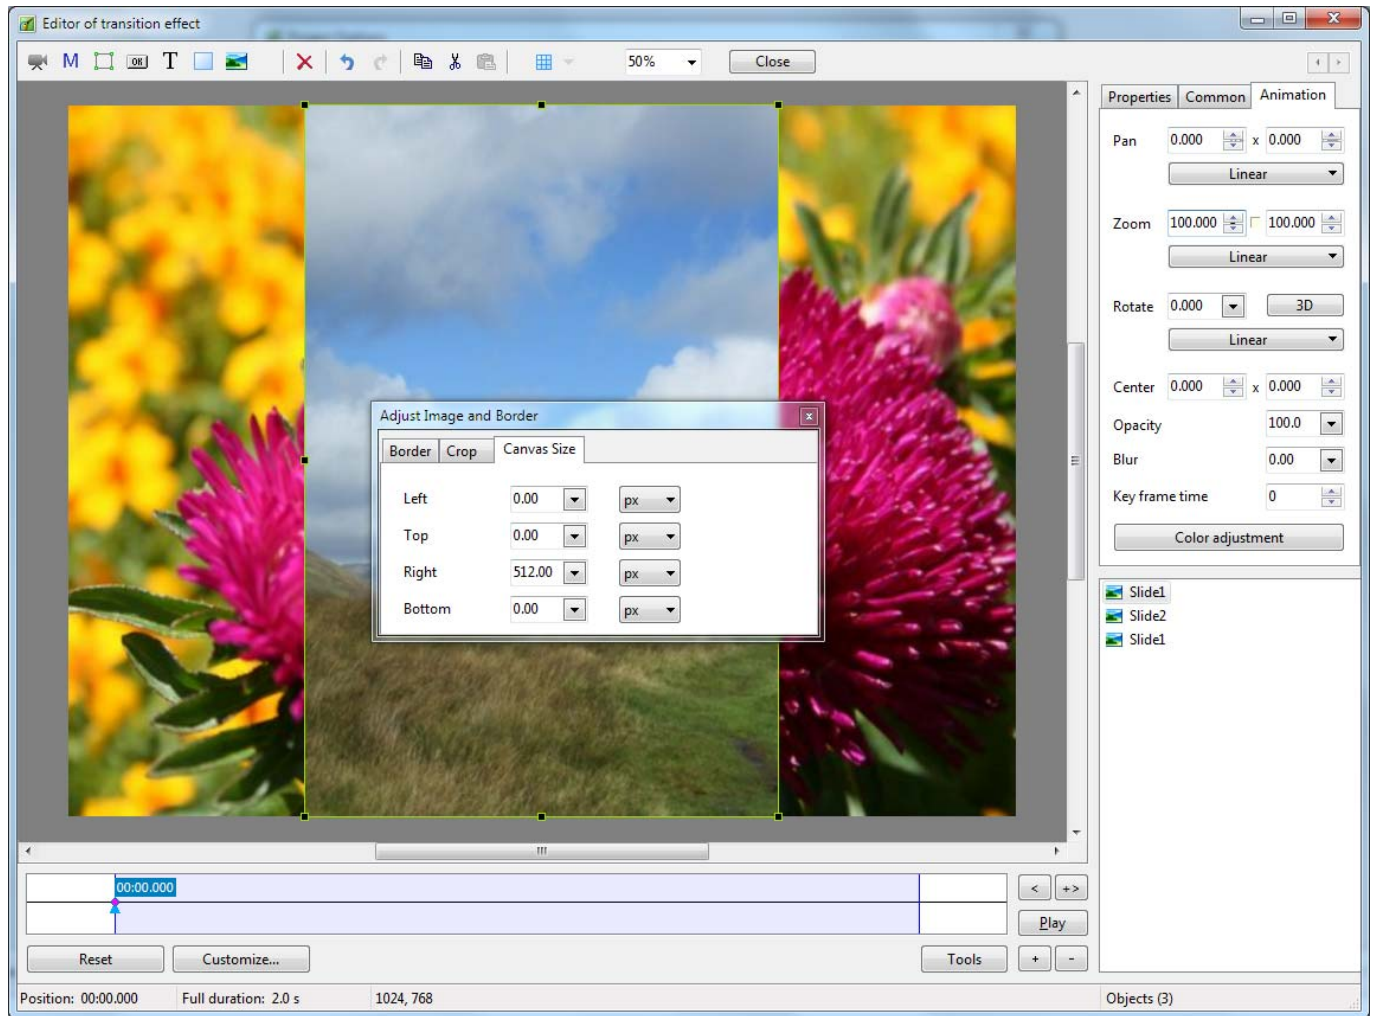 Editor of transition effect
M OK T 50% Close
Properties Common Animation
Pan 0.000 x 0.000
Linear
Zoom 100.000 100.000
Linear
Rotate 0.000 3D
Linear
Center 0.000 x 0.000
Opacity 100.0
Blur 0.00
Key frame time 0
Color adjustment
Adjust Image and Border
Border Crop Canvas Size
Left 0.00 px
Top 0.00 px
Right 512.00 px
Bottom 0.00 px
Slide1
Slide2
Slide1
00:00.000
< +>
Play
Reset Customize... Tools + -
Position: 00:00.000 Full duration: 2.0 s 1024, 768 Objects (3)